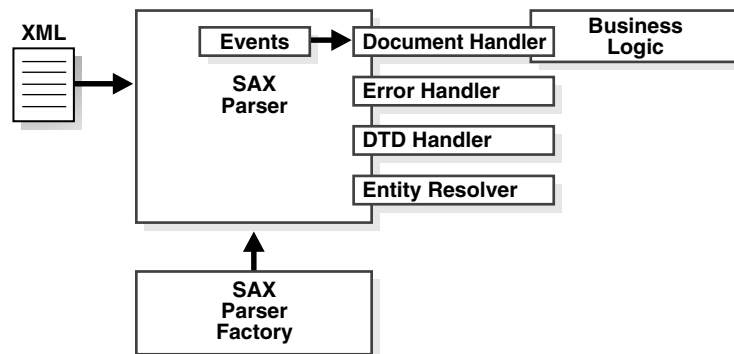 XML
Events
Document Handler
Business
Logic
SAX
Parser
Error Handler
DTD Handler
Entity Resolver
SAX
Parser
Factory